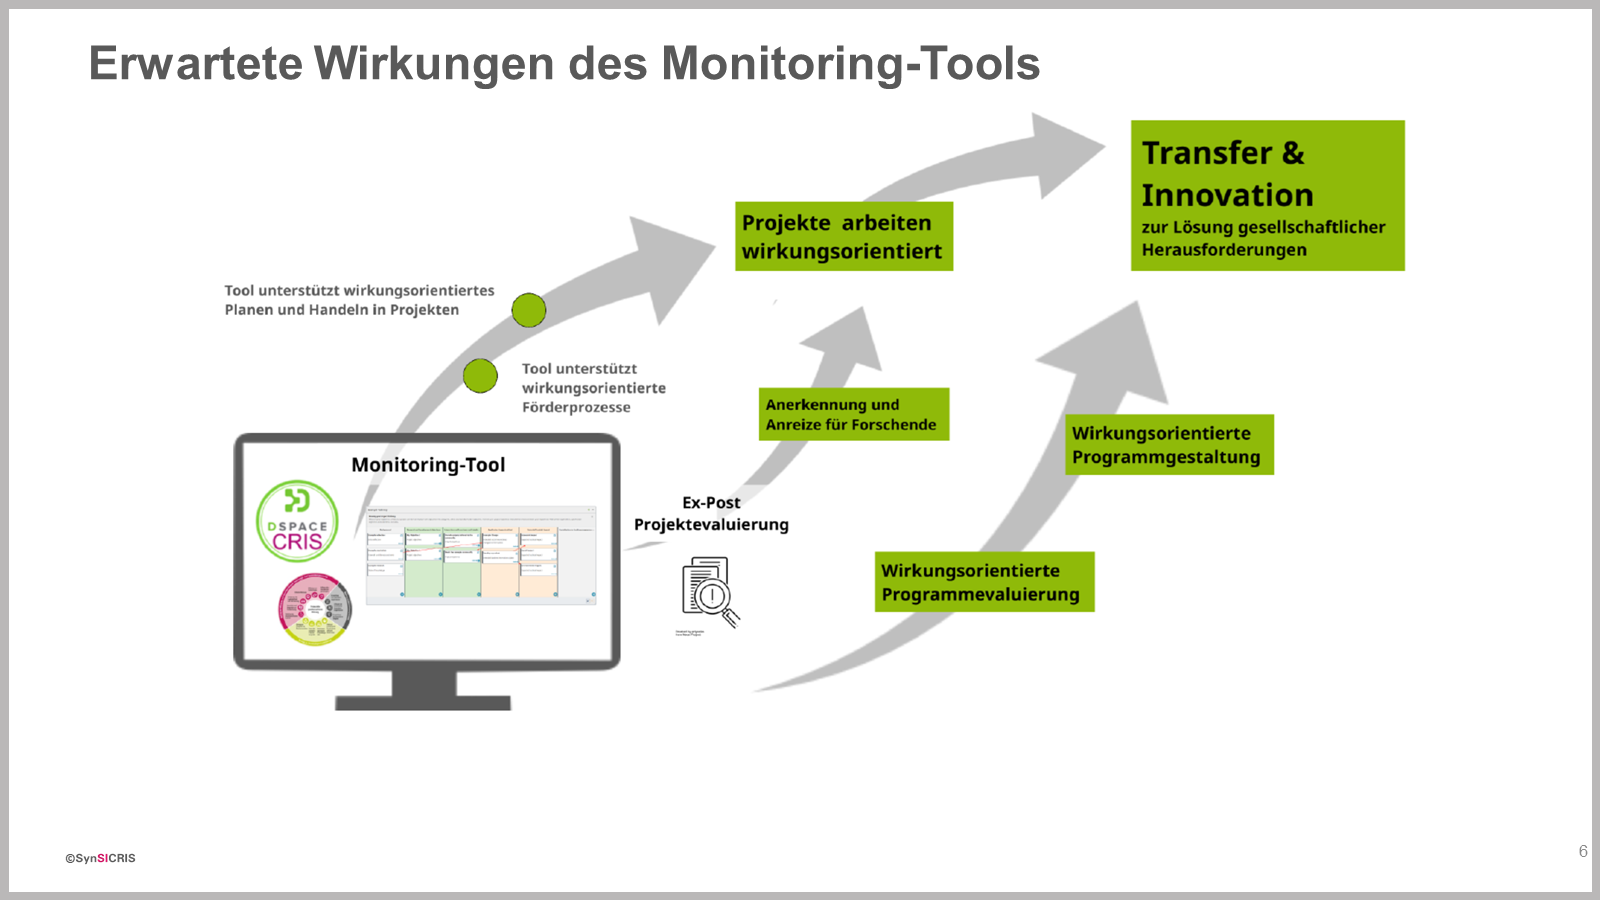 Erwartete Wirkungen des Monitoring-Tools
Transfer &
Innovation
zur Lösung gesellschaftlicher
Herausforderungen
Projekte arbeiten
wirkungsorientiert
Tool unterstützt wirkungsorientiertes
Planen und Handeln in Projekten
Tool unterstützt
wirkungsorientierte
Förderprozesse
Anerkennung und
Anreize für Forschende
Wirkungsorientierte
Programmgestaltung
Monitoring-Tool
DSPACE
CRIS
Ex-Post
Projektevaluierung
Wirkungsorientierte
Programmevaluierung
©SynSICRIS
6